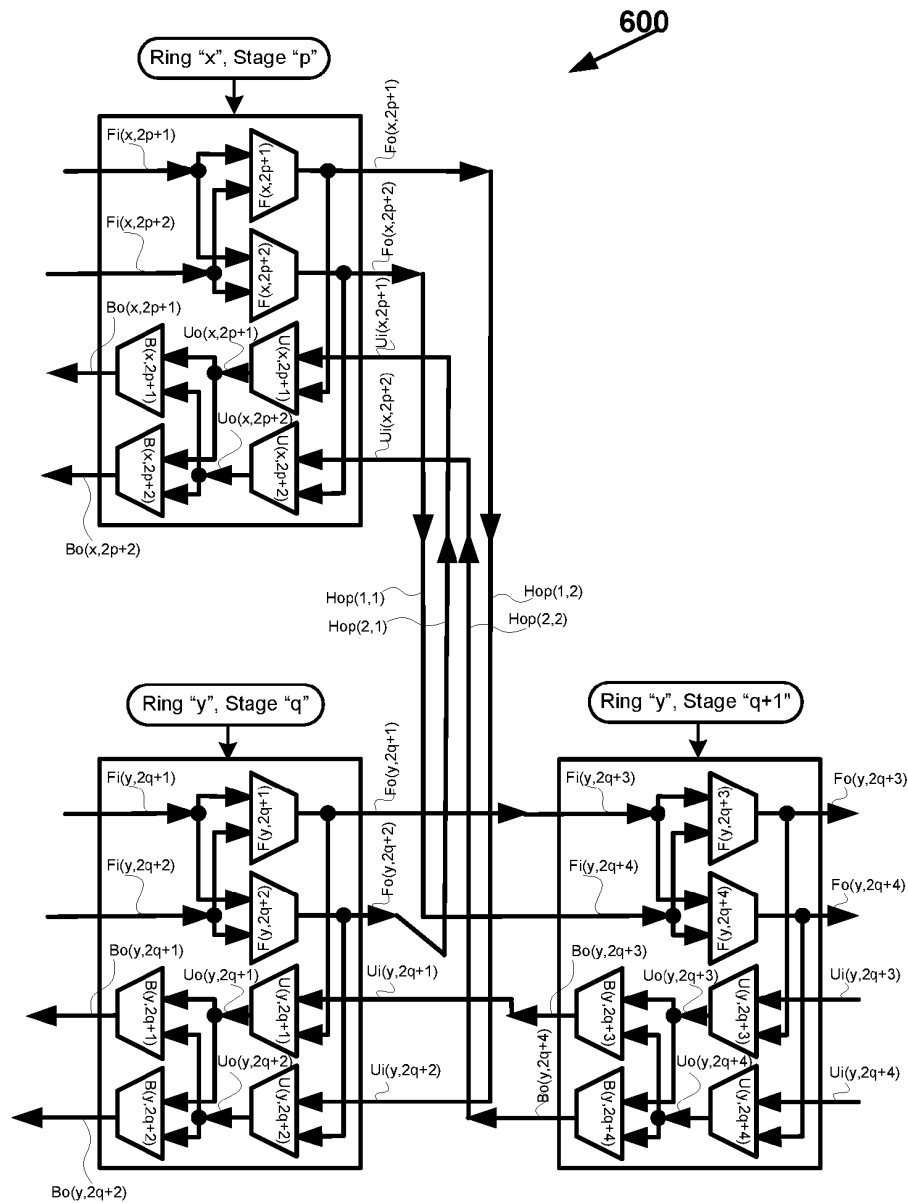 600
Ring “x”, Stage “p”
Fi(x,2p+1)
Fo(x,2p+1)
F(x,2p+1)
Fi(x,2p+2)
Fo(x,2p+2)
F(x,2p+2)
Bo(x,2p+1)
Uo(x,2p+1)
Ui(x,2p+1)
B(x,2p+1)
U(x,2p+1)
Uo(x,2p+2)
Ui(x,2p+2)
B(x,2p+2)
U(x,2p+2)
Bo(x,2p+2)
Hop(1,1)
Hop(1,2)
Hop(2,1)
Hop(2,2)
Ring “y”, Stage “q”
Ring “y”, Stage “q+1"
Fi(y,2q+1)
Fo(y,2q+1)
F(y,2q+1)
Fi(y,2q+3)
F(y,2q+3)
Fo(y,2q+3)
Fi(y,2q+2)
Fo(y,2q+2)
F(y,2q+2)
Fi(y,2q+4)
F(y,2q+4)
Fo(y,2q+4)
Bo(y,2q+1)
Uo(y,2q+1)
Ui(y,2q+1)
B(y,2q+1)
U(y,2q+1)
Bo(y,2q+3)
Uo(y,2q+3)
Ui(y,2q+3)
B(y,2q+3)
U(y,2q+3)
Uo(y,2q+2)
Ui(y,2q+2)
B(y,2q+2)
U(y,2q+2)
Bo(y,2q+4)
Uo(y,2q+4)
Ui(y,2q+4)
B(y,2q+4)
U(y,2q+4)
Bo(y,2q+2)